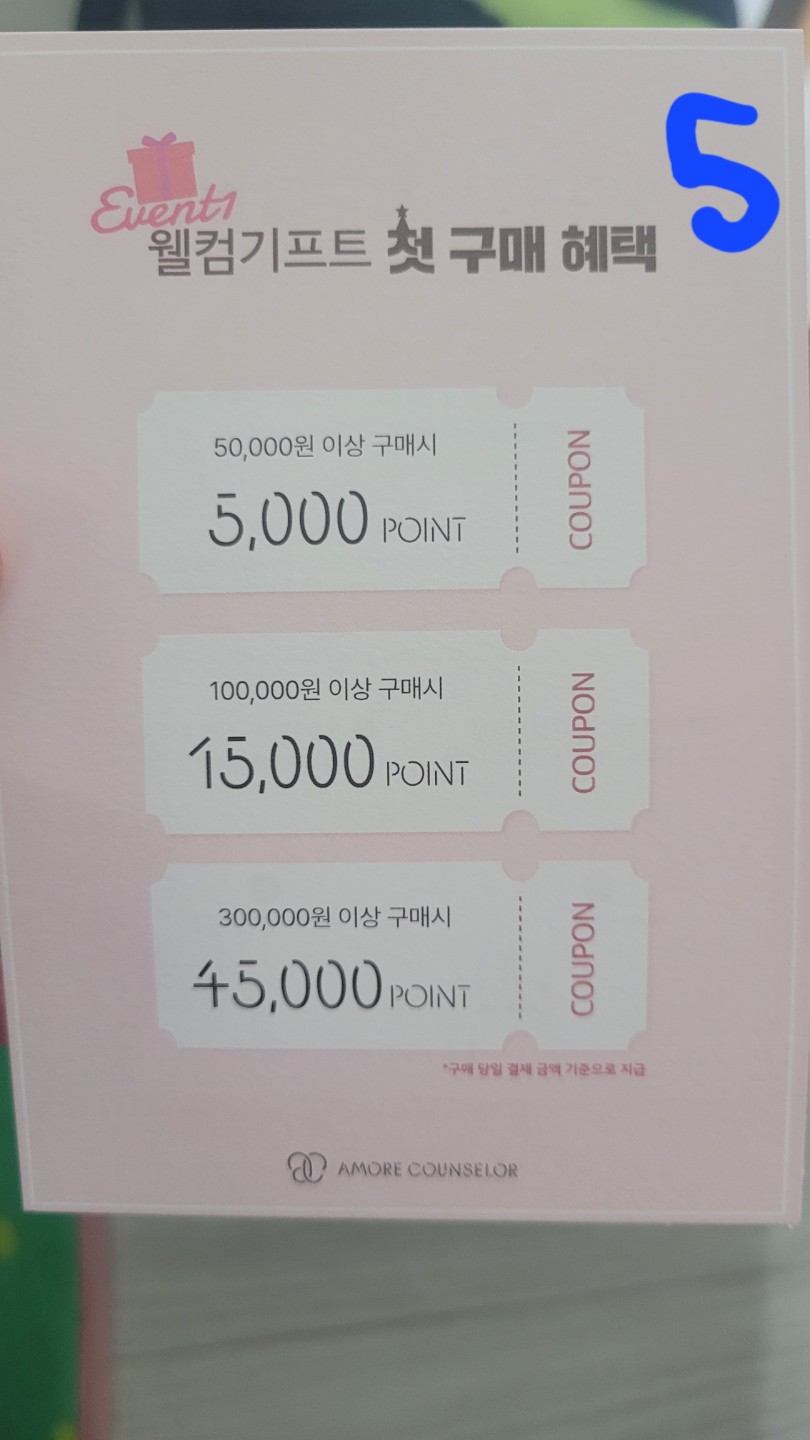 5
Event1
웰컴기프트 첫 구매 혜택
50,000원 이상 구매시
5,000 POINT
COUPON
100,000원 이상 구매시
15,000 POINT
COUPON
300,000원 이상 구매시
45,000 POINT
COUPON
*구매 당일 결제 금액 기준으로 지급
AMORE COUNSELOR